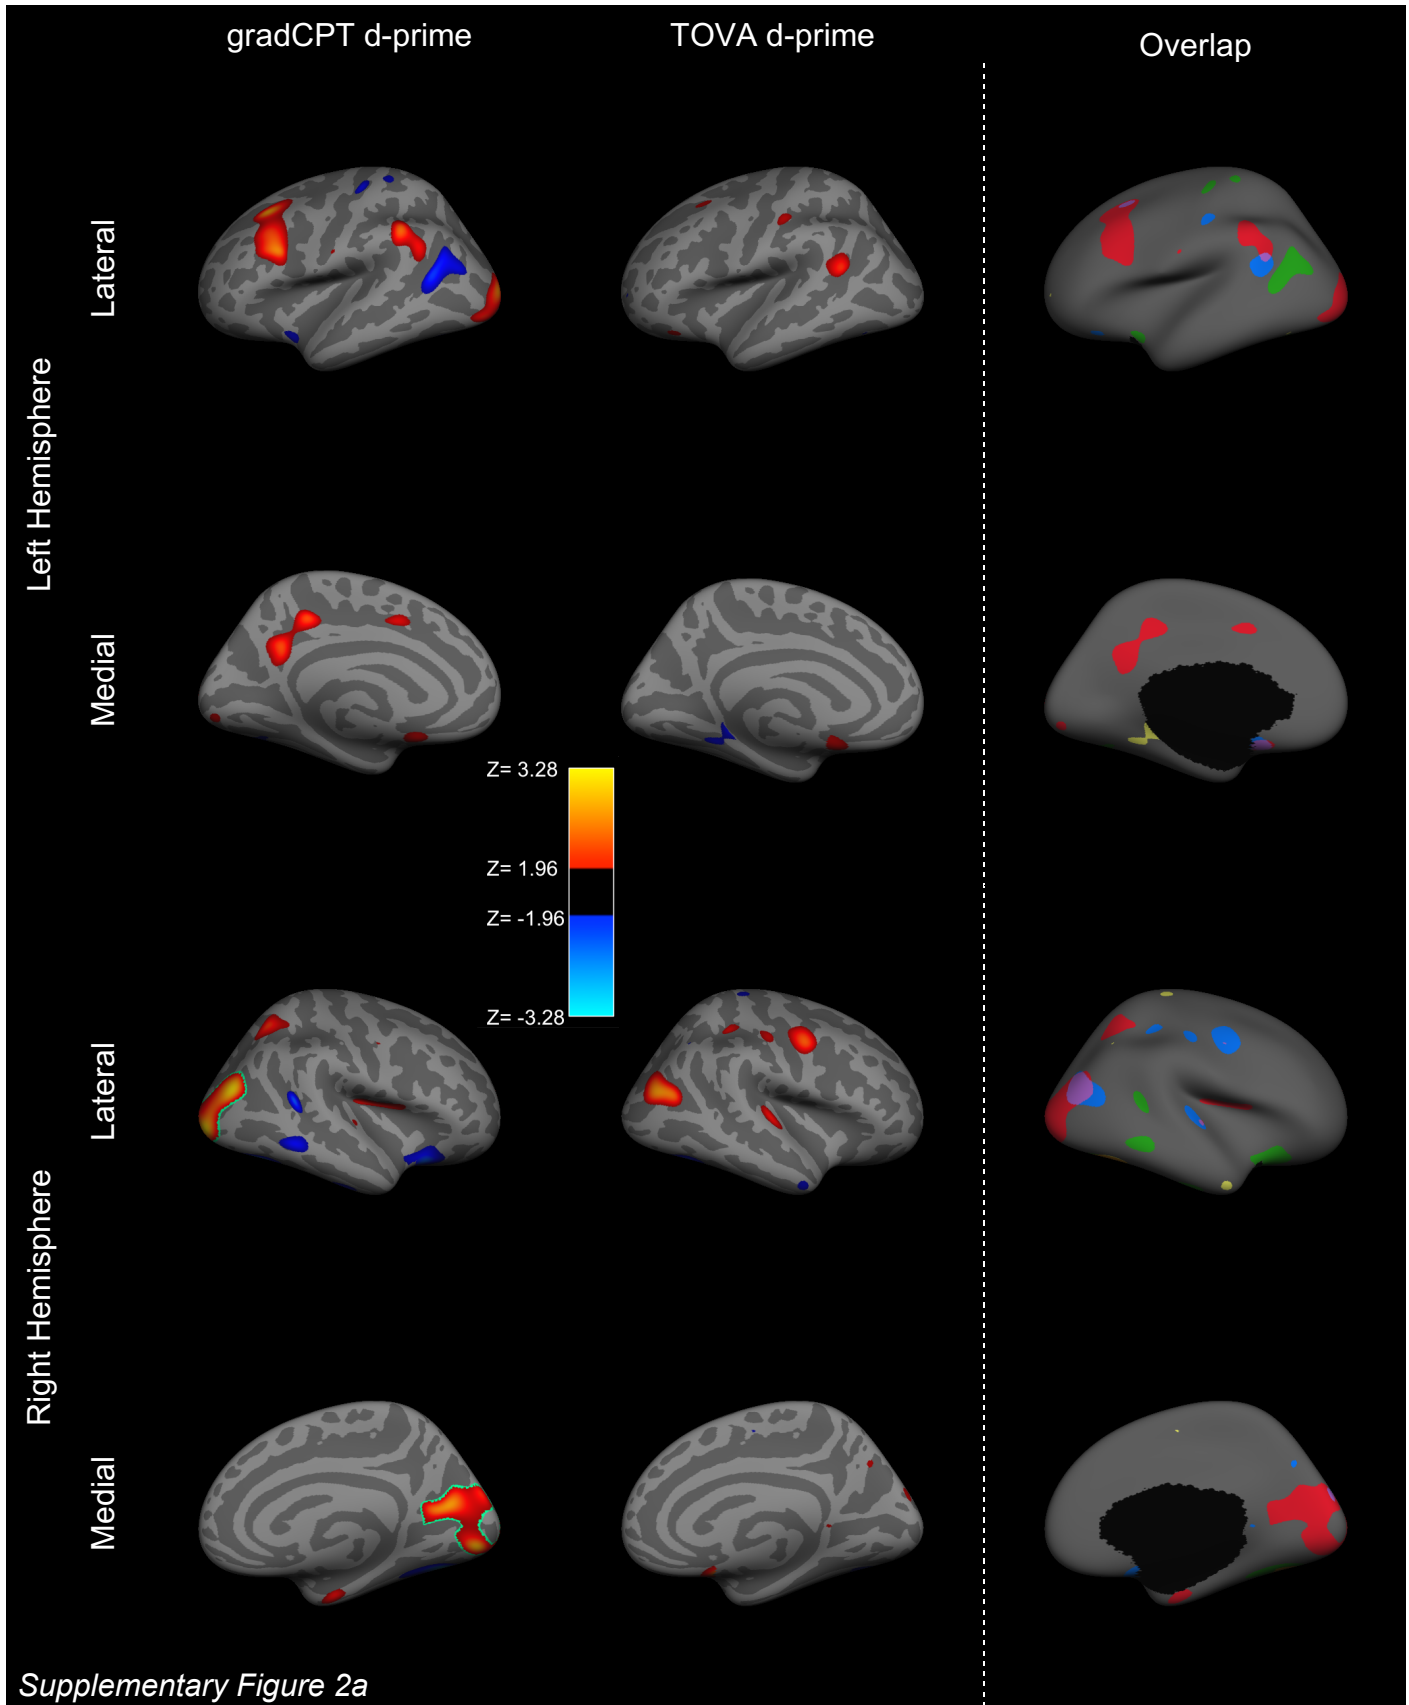 gradCPT d-prime
TOVA d-prime
Overlap
Left Hemisphere
Lateral
Medial
Z= 3.28
Z= 1.96
Z= -1.96
Z= -3.28
Right Hemisphere
Lateral
Medial
Supplementary Figure 2a